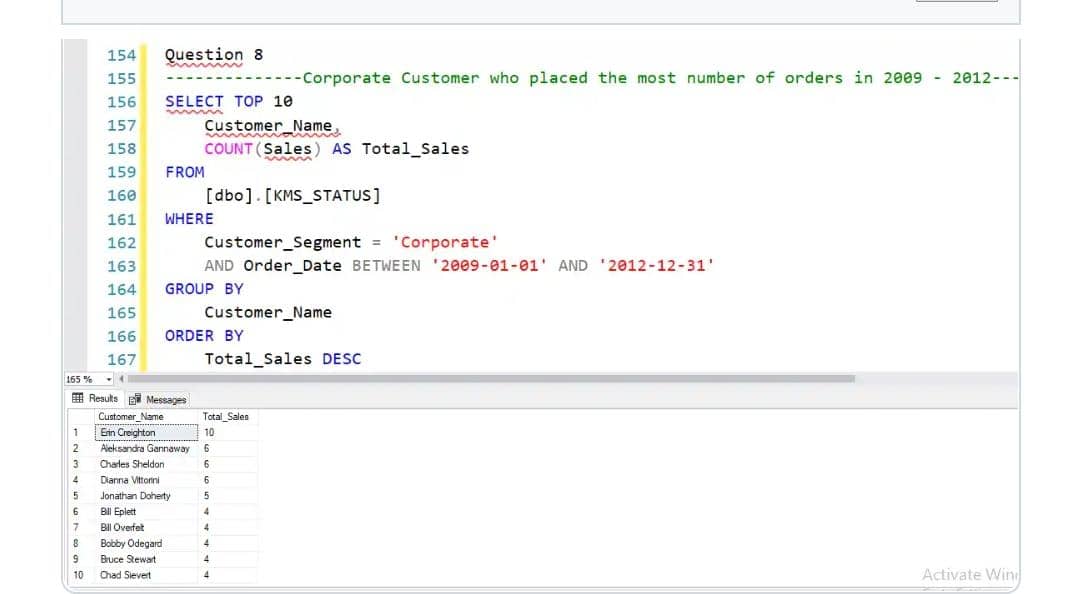 154 Question 8
155 --------------Corporate Customer who placed the most number of orders in 2009 - 2012---
156 SELECT TOP 10
157 Customer_Name,
158 COUNT(Sales) AS Total_Sales
159 FROM
160 [dbo].[KMS_STATUS]
161 WHERE
162 Customer_Segment = 'Corporate'
163 AND Order_Date BETWEEN '2009-01-01' AND '2012-12-31'
164 GROUP BY
165 Customer_Name
166 ORDER BY
167 Total_Sales DESC
165 %
Results Messages
Customer_Name Total_Sales
1 Erin Creighton 10
2 Aleksandra Gannaway 6
3 Charles Sheldon 6
4 Dianna Vittorini 6
5 Jonathan Doherty 5
6 Bill Eplett 4
7 Bill Overfelt 4
8 Bobby Odegard 4
9 Bruce Stewart 4
10 Chad Sievert 4
Activate Win